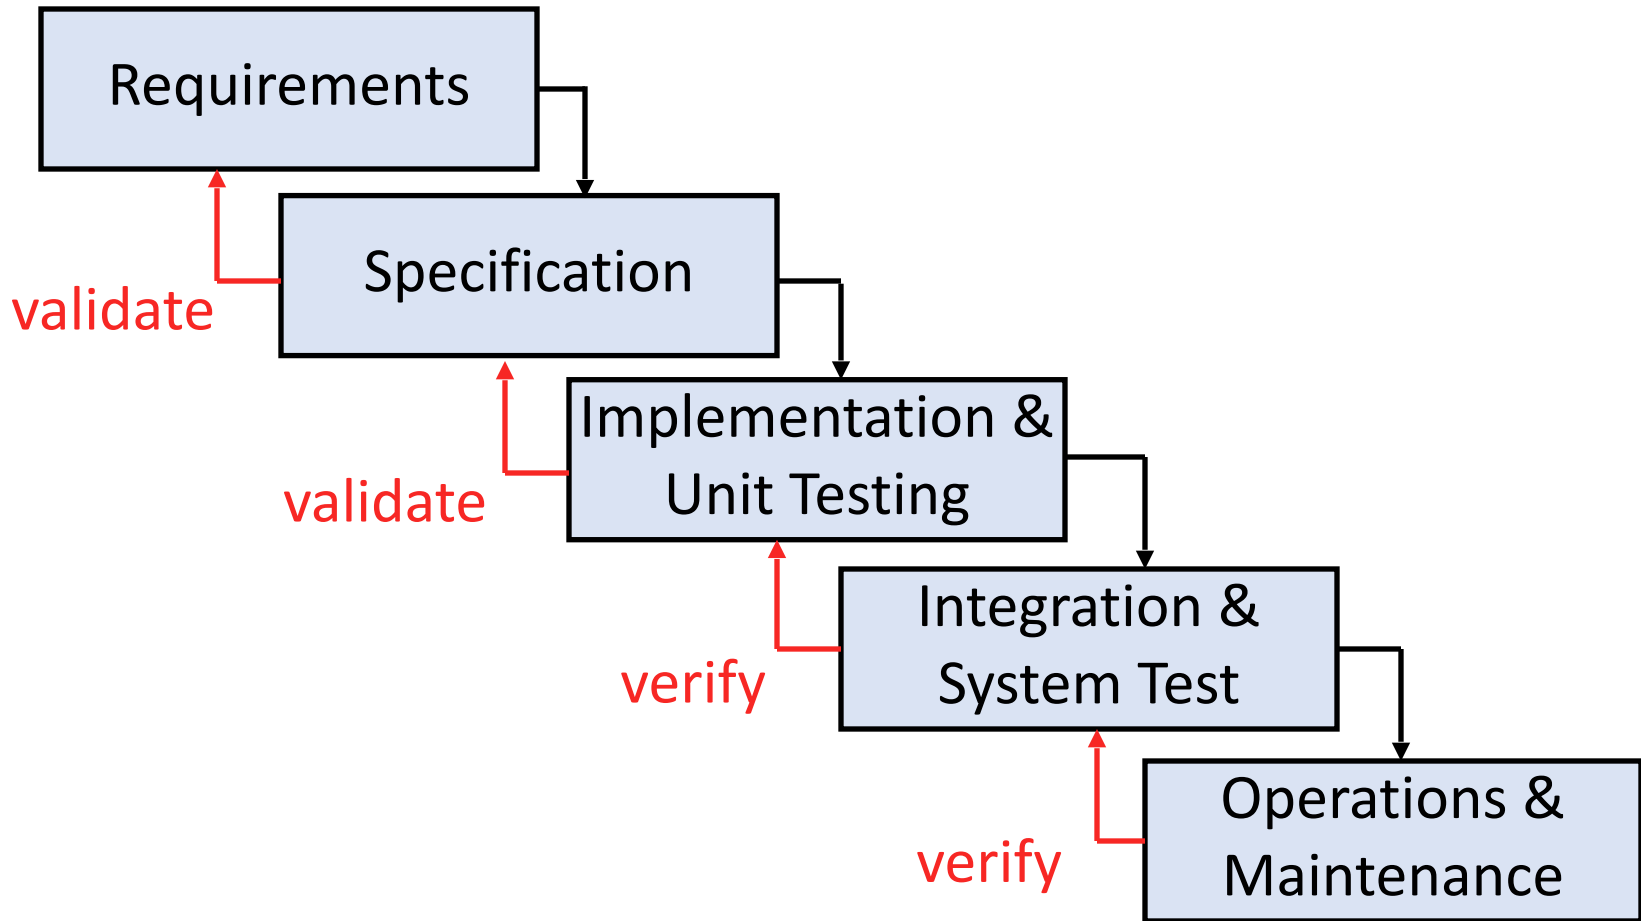 Requirements
Specification
validate
Implementation &
Unit Testing
validate
Integration &
System Test
verify
Operations &
Maintenance
verify